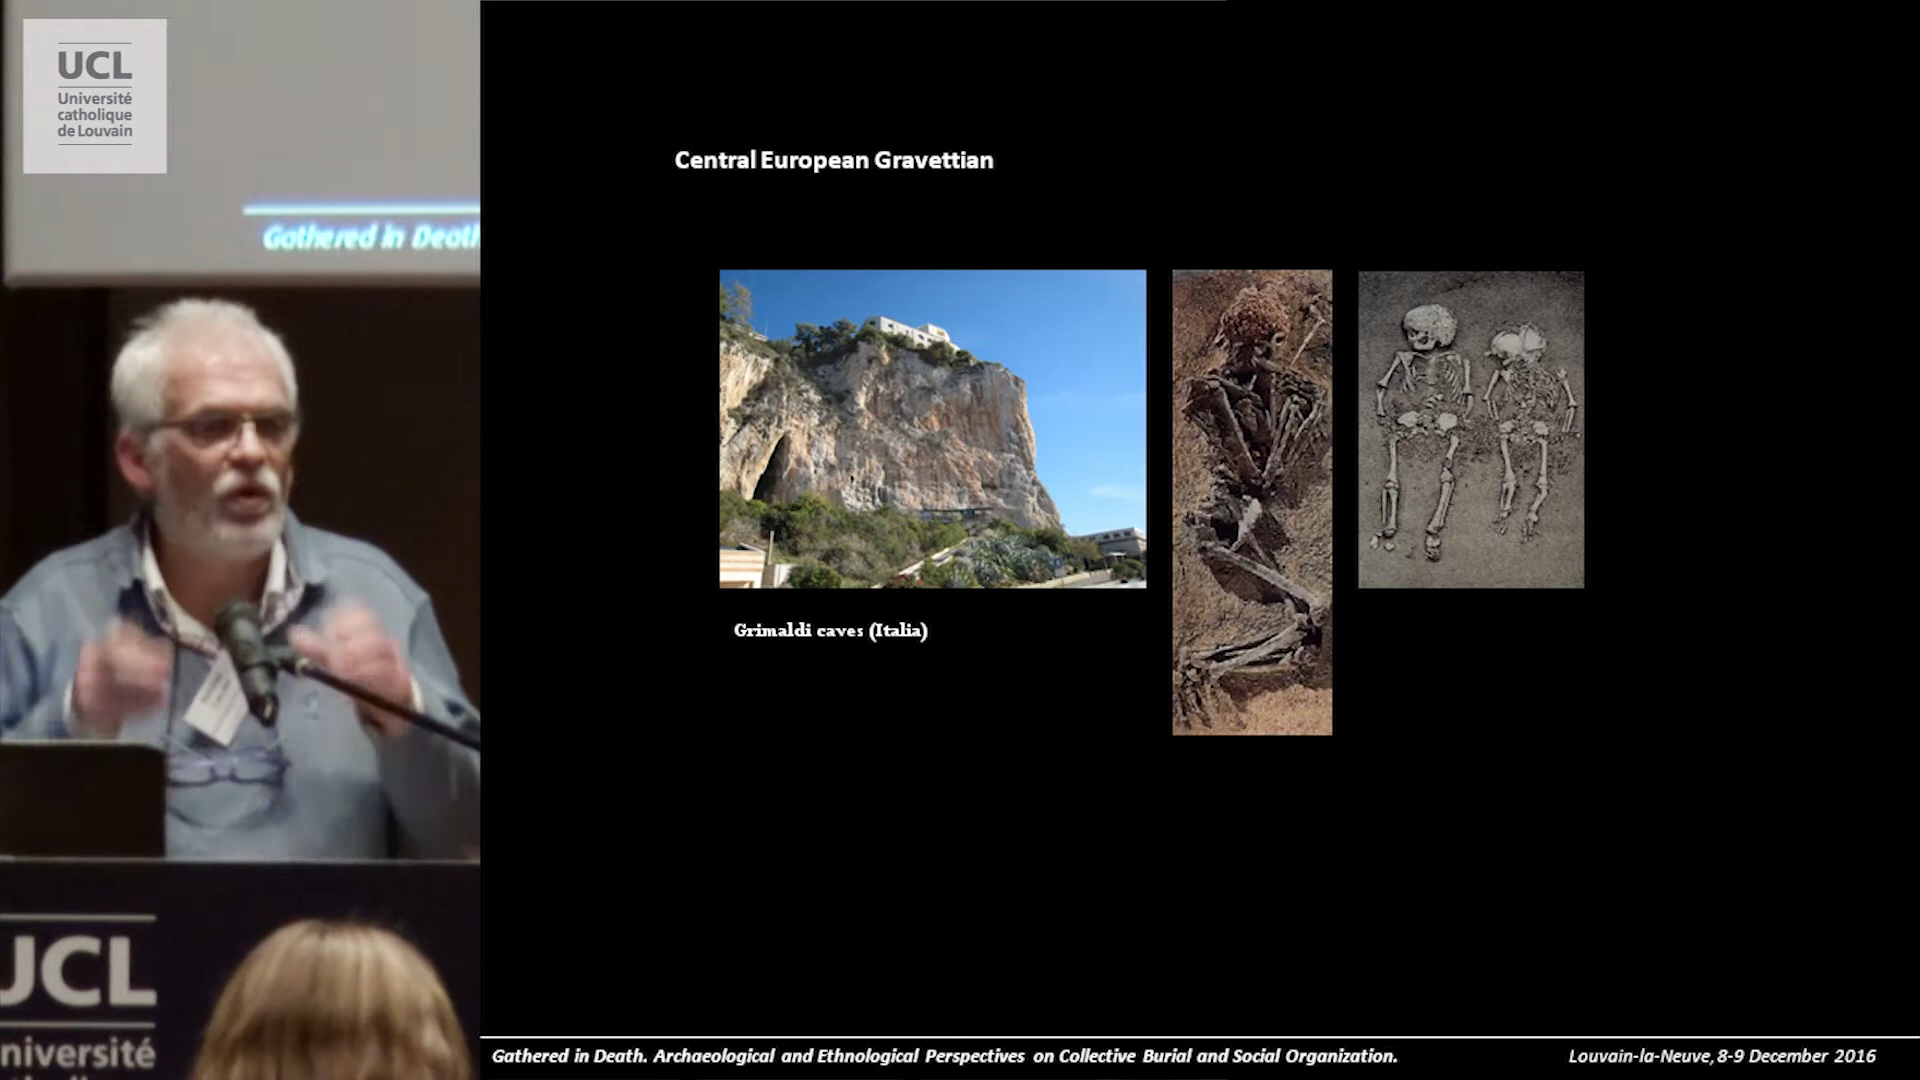 UCL
Université
catholique
de Louvain
Gathered in Death
Central European Gravettian
Grimaldi caves (Italia)
UCL
niversité
Gathered in Death. Archaeological and Ethnological Perspectives on Collective Burial and Social Organization.
Louvain-la-Neuve, 8-9 December 2016